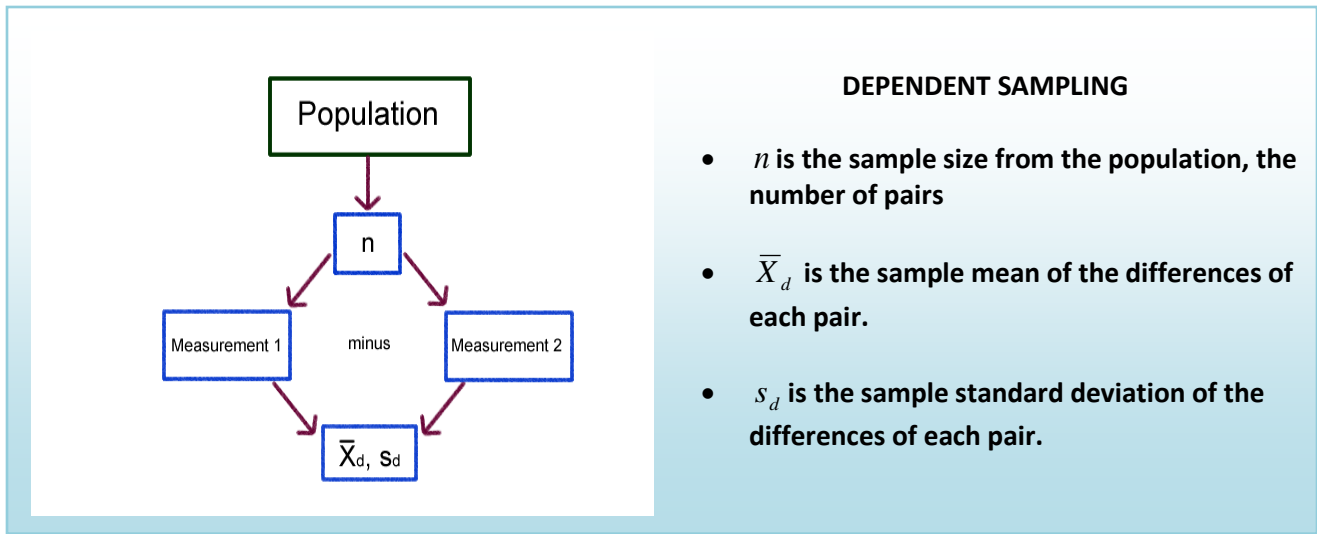 Population
n
Measurement 1
minus
Measurement 2
X̅d, sd
DEPENDENT SAMPLING
• n is the sample size from the population, the
number of pairs
• X̅d is the sample mean of the differences of
each pair.
• sd is the sample standard deviation of the
differences of each pair.